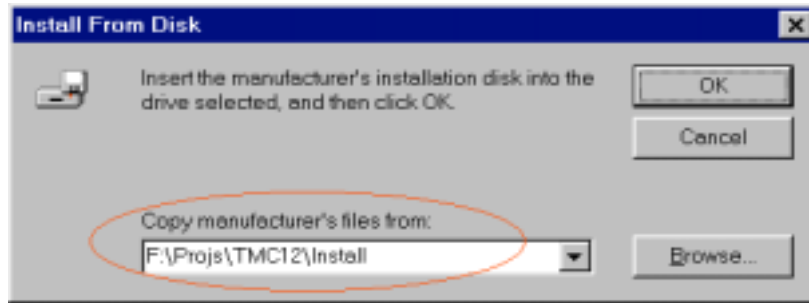 Install From Disk
Insert the manufacturer's installation disk into the
drive selected, and then click OK.
OK
Cancel
Copy manufacturer's files from:
F:\Projs\TMC12\Install
Browse...